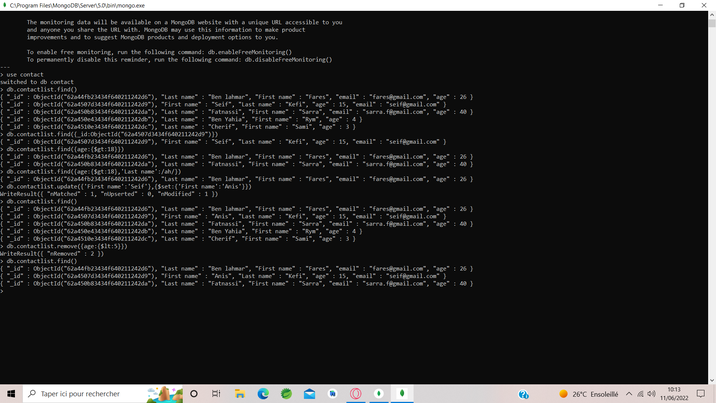 C:\Program Files\MongoDB\Server\5.0\bin\mongo.exe
The monitoring data will be available on a MongoDB website with a unique URL accessible to you
and anyone you share the URL with. MongoDB may use this information to make product
improvements and to suggest MongoDB products and deployment options to you.
To enable free monitoring, run the following command: db.enableFreeMonitoring()
To permanently disable this reminder, run the following command: db.disableFreeMonitoring()
---
> use contact
switched to db contact
> db.contactlist.find()
{ "_id" : ObjectId("62a44fb23434f640211242d6"), "Last name" : "Ben lahmar", "First name" : "Fares", "email" : "fares@gmail.com", "age" : 26 }
{ "_id" : ObjectId("62a4507d3434f640211242d9"), "First name" : "Seif", "Last name" : "Kefi", "age" : 15, "email" : "seif@gmail.com" }
{ "_id" : ObjectId("62a450b83434f640211242da"), "Last name" : "Fatnassi", "First name" : "Sarra", "email" : "sarra.f@gmail.com", "age" : 40 }
{ "_id" : ObjectId("62a450e43434f640211242db"), "Last name" : "Ben Yahia", "First name" : "Rym", "age" : 4 }
{ "_id" : ObjectId("62a4510e3434f640211242dc"), "Last name" : "Cherif", "First name" : "Sami", "age" : 3 }
> db.contactlist.find({_id:ObjectId("62a4507d3434f640211242d9")})
{ "_id" : ObjectId("62a4507d3434f640211242d9"), "First name" : "Seif", "Last name" : "Kefi", "age" : 15, "email" : "seif@gmail.com" }
> db.contactlist.find({age:{$gt:18}})
{ "_id" : ObjectId("62a44fb23434f640211242d6"), "Last name" : "Ben lahmar", "First name" : "Fares", "email" : "fares@gmail.com", "age" : 26 }
{ "_id" : ObjectId("62a450b83434f640211242da"), "Last name" : "Fatnassi", "First name" : "Sarra", "email" : "sarra.f@gmail.com", "age" : 40 }
> db.contactlist.find({age:{$gt:18},'Last name':/ah/})
{ "_id" : ObjectId("62a44fb23434f640211242d6"), "Last name" : "Ben lahmar", "First name" : "Fares", "email" : "fares@gmail.com", "age" : 26 }
> db.contactlist.update({'First name':'Seif'},{$set:{'First name':'Anis'}})
WriteResult({ "nMatched" : 1, "nUpserted" : 0, "nModified" : 1 })
> db.contactlist.find()
{ "_id" : ObjectId("62a44fb23434f640211242d6"), "Last name" : "Ben lahmar", "First name" : "Fares", "email" : "fares@gmail.com", "age" : 26 }
{ "_id" : ObjectId("62a4507d3434f640211242d9"), "First name" : "Anis", "Last name" : "Kefi", "age" : 15, "email" : "seif@gmail.com" }
{ "_id" : ObjectId("62a450b83434f640211242da"), "Last name" : "Fatnassi", "First name" : "Sarra", "email" : "sarra.f@gmail.com", "age" : 40 }
{ "_id" : ObjectId("62a450e43434f640211242db"), "Last name" : "Ben Yahia", "First name" : "Rym", "age" : 4 }
{ "_id" : ObjectId("62a4510e3434f640211242dc"), "Last name" : "Cherif", "First name" : "Sami", "age" : 3 }
> db.contactlist.remove({age:{$lt:5}})
WriteResult({ "nRemoved" : 2 })
> db.contactlist.find()
{ "_id" : ObjectId("62a44fb23434f640211242d6"), "Last name" : "Ben lahmar", "First name" : "Fares", "email" : "fares@gmail.com", "age" : 26 }
{ "_id" : ObjectId("62a4507d3434f640211242d9"), "First name" : "Anis", "Last name" : "Kefi", "age" : 15, "email" : "seif@gmail.com" }
{ "_id" : ObjectId("62a450b83434f640211242da"), "Last name" : "Fatnassi", "First name" : "Sarra", "email" : "sarra.f@gmail.com", "age" : 40 }
>
Taper ici pour rechercher
26°C Ensoleillé
10:13
11/06/2022